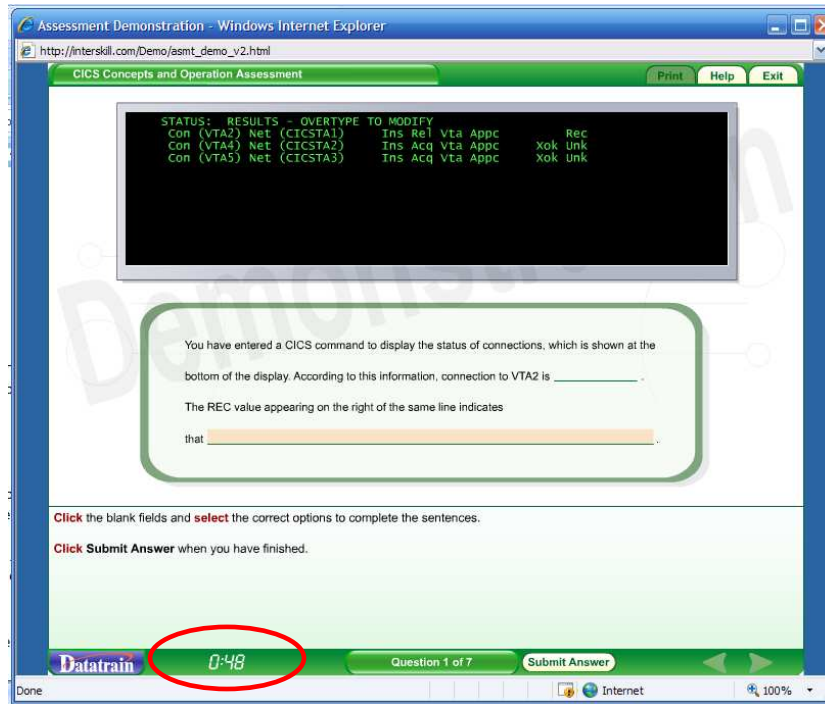 Assessment Demonstration - Windows Internet Explorer
http://interskill.com/Demo/asmt_demo_v2.html
CICS Concepts and Operation Assessment
Print Help Exit
STATUS: RESULTS - OVERTYPE TO MODIFY
Con (VTA2) Net (CICSTA1) Ins Rel Vta Appc Rec
Con (VTA4) Net (CICSTA2) Ins Acq Vta Appc Xok Unk
Con (VTA5) Net (CICSTA3) Ins Acq Vta Appc Xok Unk
Demonstration
You have entered a CICS command to display the status of connections, which is shown at the
bottom of the display. According to this information, connection to VTA2 is ____________ .
The REC value appearing on the right of the same line indicates
that ____________ .
Click the blank fields and select the correct options to complete the sentences.
Click Submit Answer when you have finished.
Datatrain 0:48 Question 1 of 7 Submit Answer
Done Internet 100%